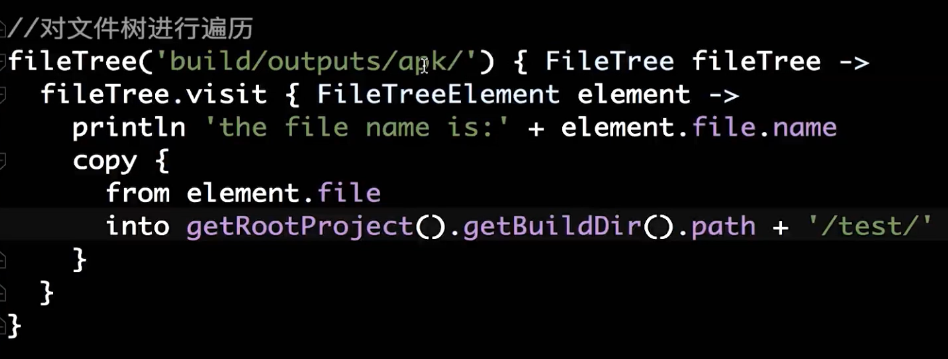 //对文件树进行遍历
fileTree('build/outputs/apk/') { FileTree fileTree ->
  fileTree.visit { FileTreeElement element ->
    println 'the file name is:' + element.file.name
    copy {
      from element.file
      into getRootProject().getBuildDir().path + '/test/'
    }
  }
}